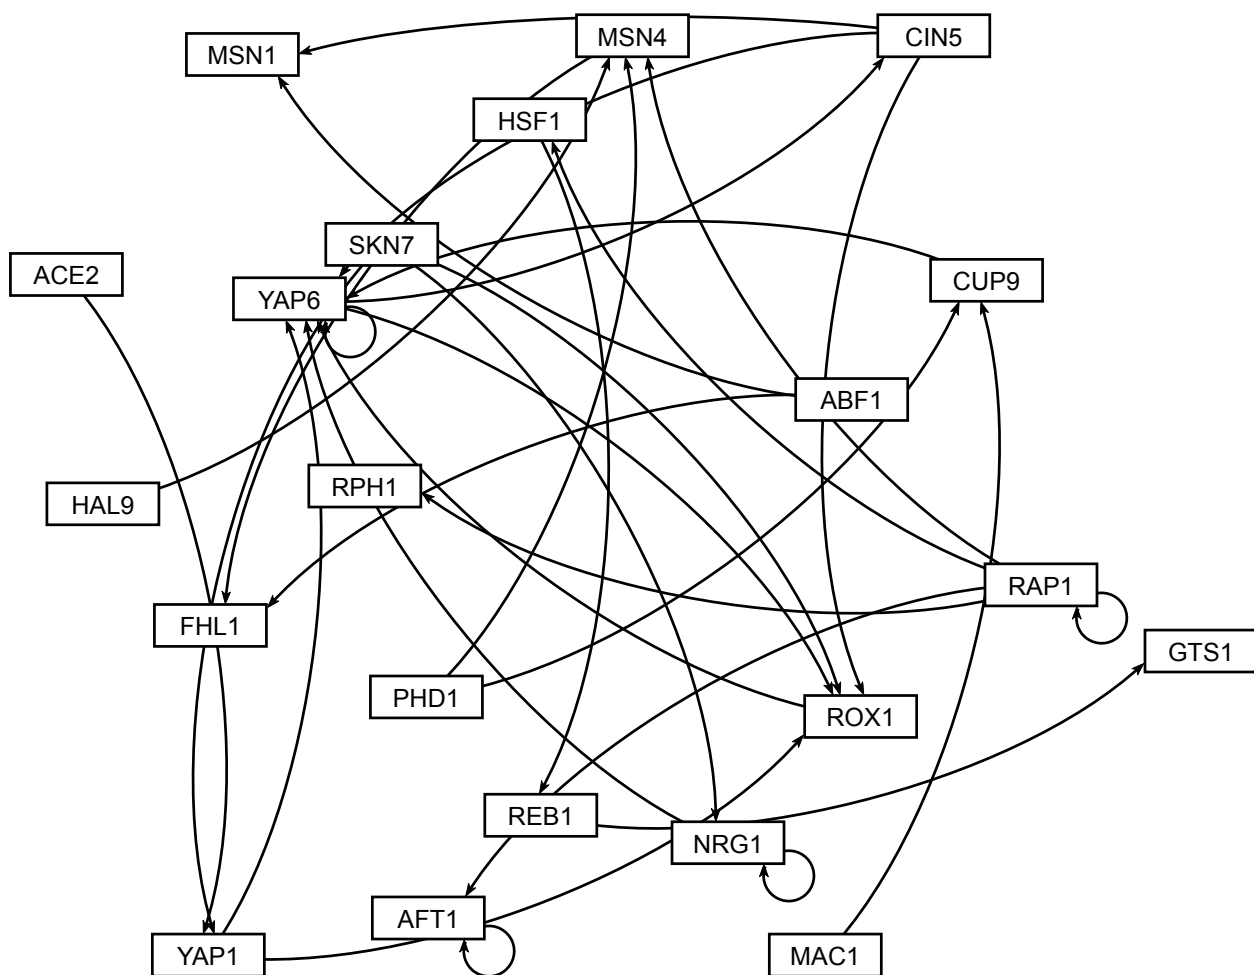 MSN1
MSN4
CIN5
HSF1
SKN7
ACE2
YAP6
CUP9
ABF1
RPH1
HAL9
RAP1
FHL1
GTS1
PHD1
ROX1
REB1
NRG1
AFT1
YAP1
MAC1